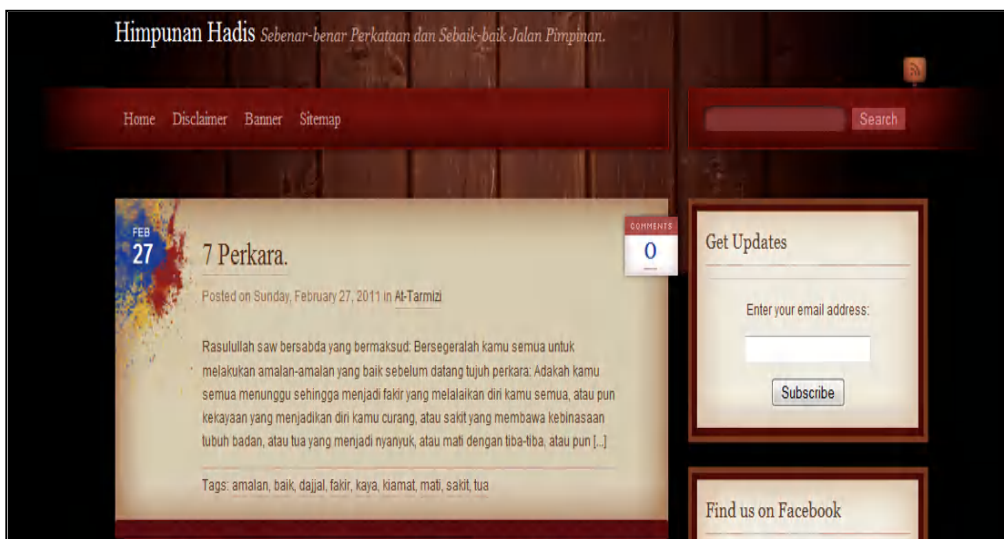 Himpunan Hadis Sebenar-benar Perkataan dan Sebaik-baik Jalan Pimpinan.
Home Disclaimer Banner Sitemap
Search
FEB
27
7 Perkara.
COMMENTS
0
Posted on Sunday, February 27, 2011 in At-Tarmizi
Rasulullah saw bersabda yang bermaksud: Bersegeralah kamu semua untuk
melakukan amalan-amalan yang baik sebelum datang tujuh perkara: Adakah kamu
semua menunggu sehingga menjadi fakir yang melalaikan diri kamu semua, atau pun
kekayaan yang menjadikan diri kamu curang, atau sakit yang membawa kebinasaan
tubuh badan, atau tua yang menjadi nyanyuk, atau mati dengan tiba-tiba, atau pun [...]
Tags: amalan, baik, dajjal, fakir, kaya, kiamat, mati, sakit, tua
Get Updates
Enter your email address:
Subscribe
Find us on Facebook